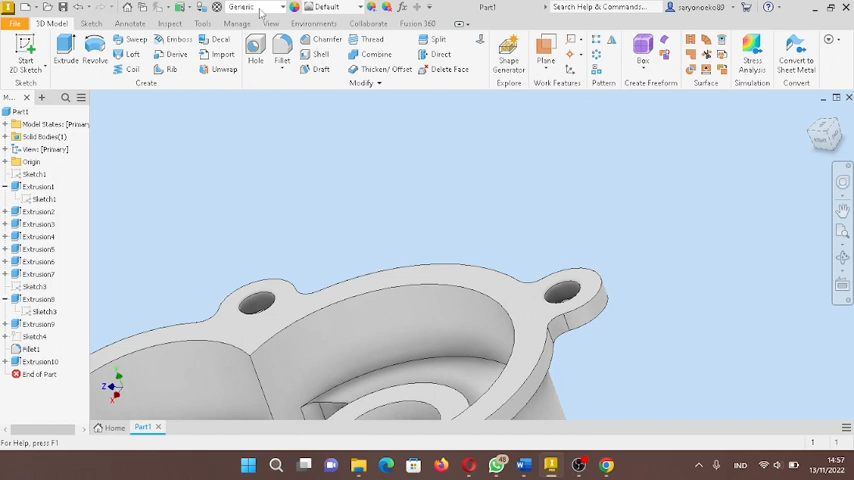 Generic
Default
Part1
Search Help & Commands...
saryonoeko89
File
3D Model
Sketch
Annotate
Inspect
Tools
Manage
View
Environments
Collaborate
Fusion 360
Start
2D Sketch
Extrude
Revolve
Sweep
Loft
Coil
Emboss
Derive
Rib
Decal
Import
Unwrap
Hole
Fillet
Chamfer
Shell
Draft
Thread
Combine
Thicken/ Offset
Split
Direct
Delete Face
Shape
Generator
Plane
Box
Stress
Analysis
Convert to
Sheet Metal
Sketch
Create
Modify
Explore
Work Features
Pattern
Create Freeform
Surface
Simulation
Convert
M...
Part1
Model States: [Primary]
Solid Bodies(1)
View: [Primary]
Origin
Sketch1
Extrusion1
Sketch1
Extrusion2
Extrusion3
Extrusion4
Extrusion5
Extrusion6
Extrusion7
Sketch3
Extrusion8
Sketch3
Extrusion9
Sketch4
Fillet1
Extrusion10
End of Part
Y
Z
X
Home
Part1
For Help, press F1
1
1
48
IND
14:57
13/11/2022